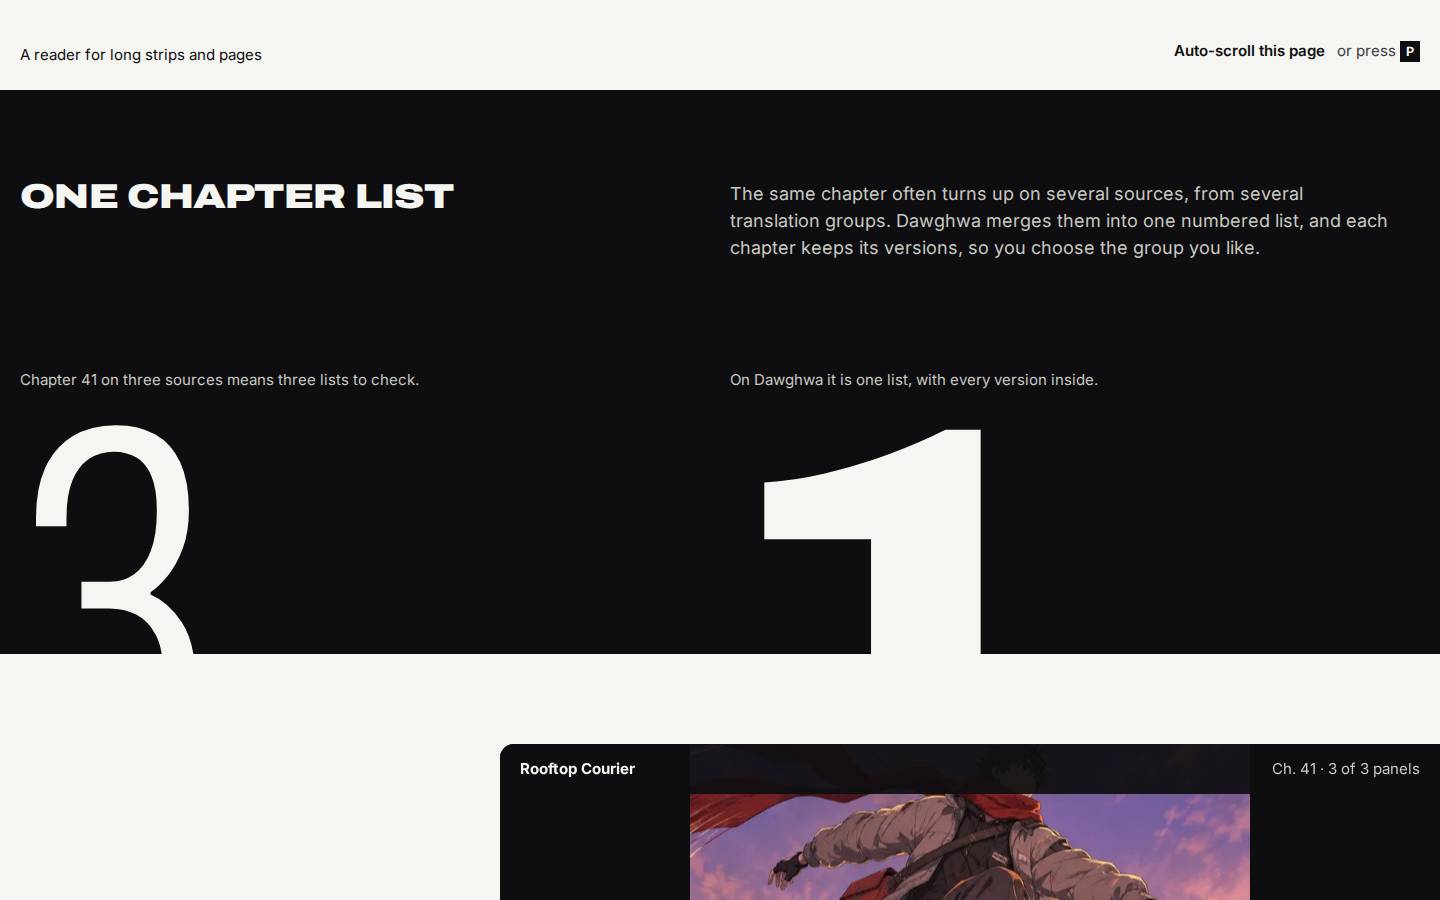 A reader for long strips and pages
Auto-scroll this page or press P
ONE CHAPTER LIST
The same chapter often turns up on several sources, from several
translation groups. Dawghwa merges them into one numbered list, and each
chapter keeps its versions, so you choose the group you like.
Chapter 41 on three sources means three lists to check.
3
On Dawghwa it is one list, with every version inside.
1
Rooftop Courier
Ch. 41 · 3 of 3 panels